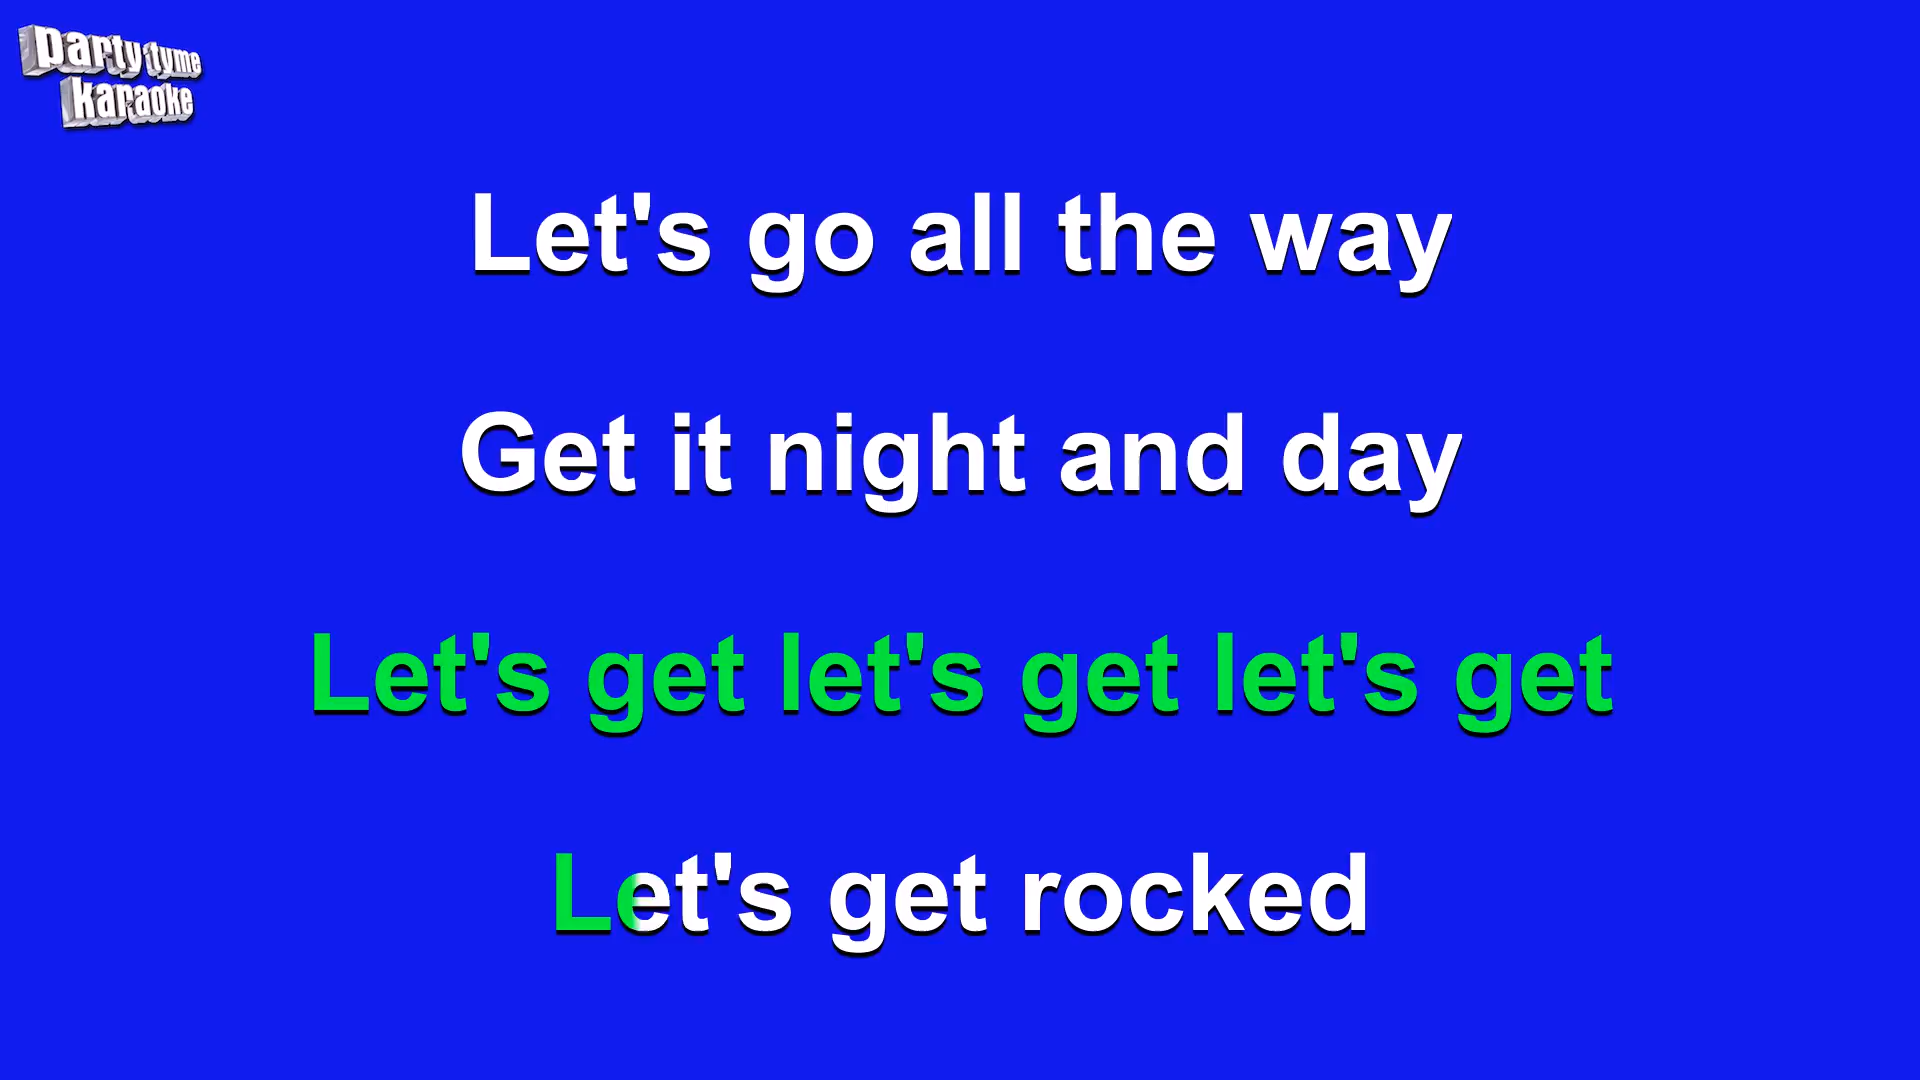 party tyme
karaoke
Let's go all the way
Get it night and day
Let's get let's get let's get
Let's get rocked